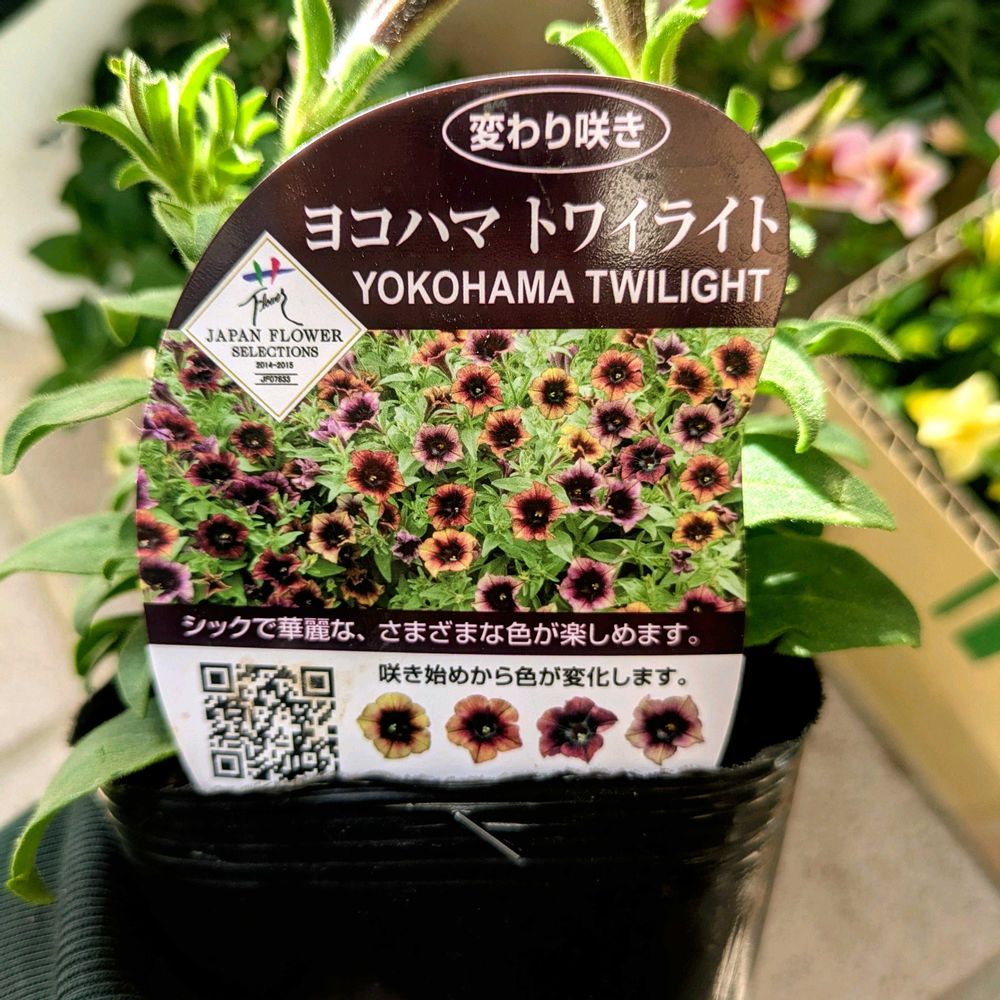 変わり咲き
ヨコハマ トワイライト
YOKOHAMA TWILIGHT
Flower
JAPAN FLOWER
SELECTIONS
2014-2015
JF07633
シックで華麗な、さまざまな色が楽しめます。
咲き始めから色が変化します。